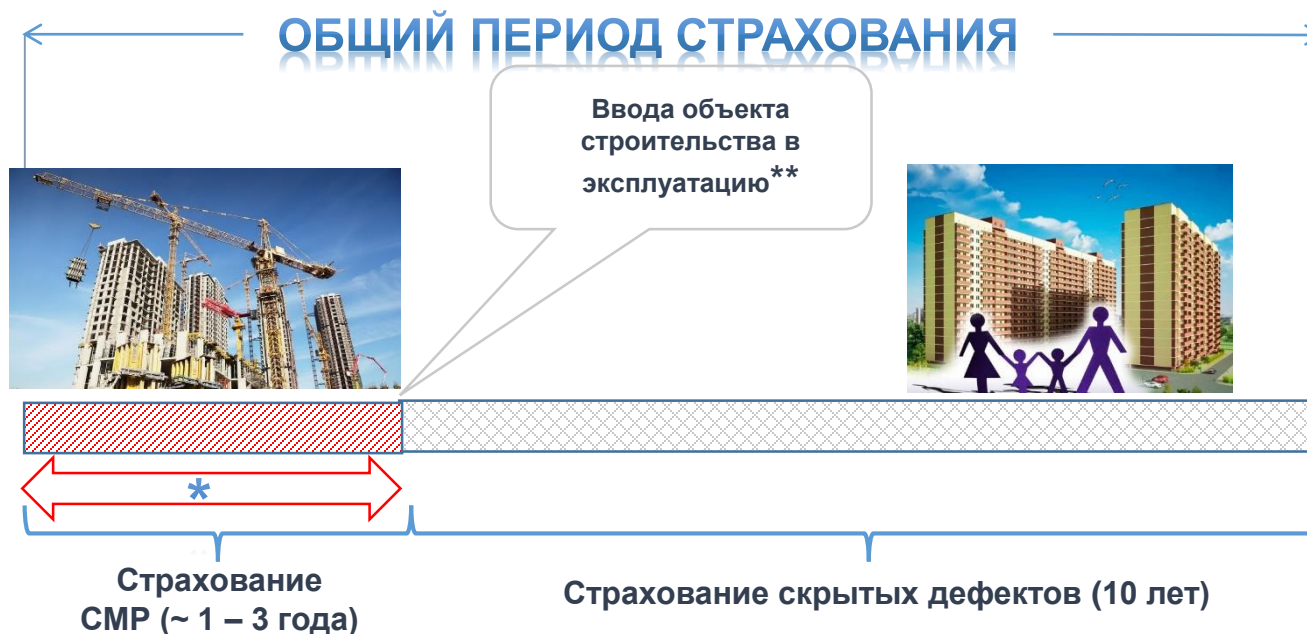 ОБЩИЙ ПЕРИОД СТРАХОВАНИЯ
Ввода объекта
строительства в
эксплуатацию**
*
Страхование
СМР (~ 1 – 3 года)
Страхование скрытых дефектов (10 лет)